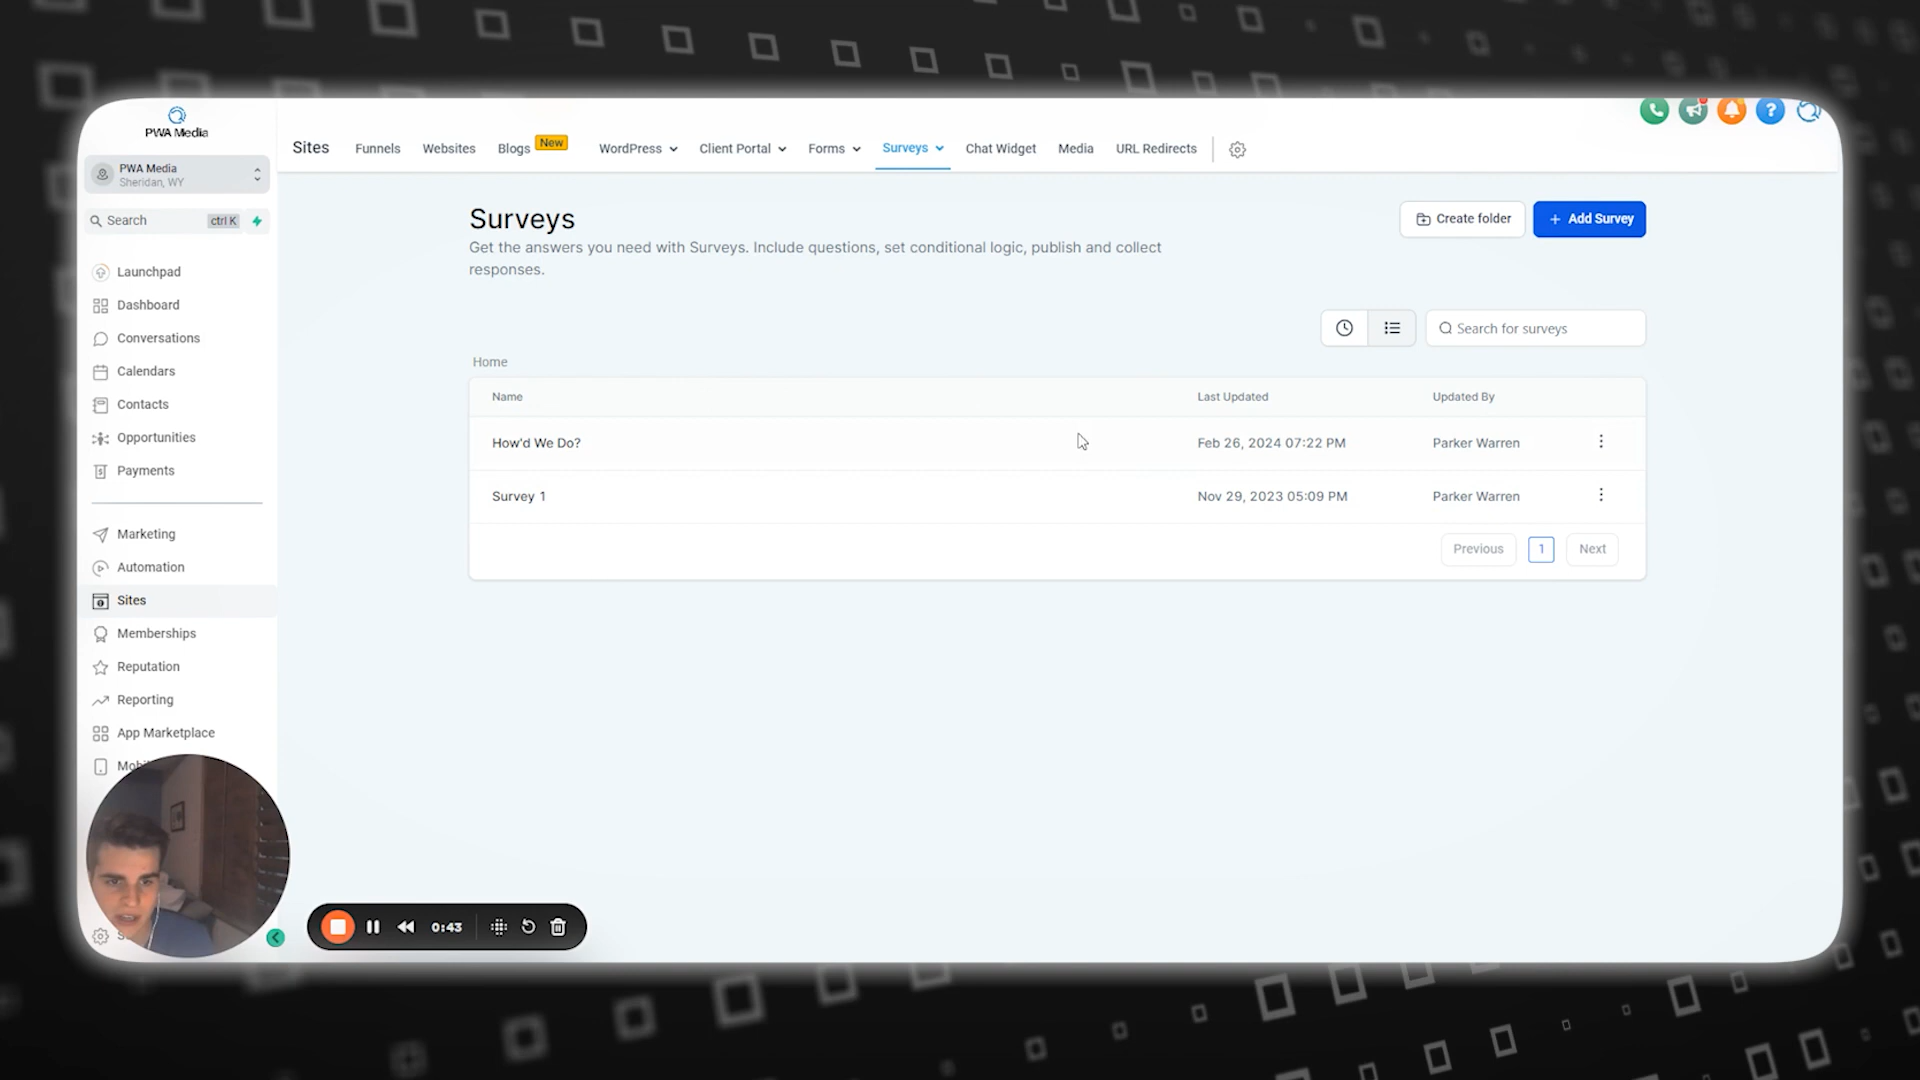 PWA Media
PWA Media
Sheridan, WY
Search ctrl K
Launchpad
Dashboard
Conversations
Calendars
Contacts
Opportunities
Payments
Marketing
Automation
Sites
Memberships
Reputation
Reporting
App Marketplace
Sites Funnels Websites Blogs New WordPress Client Portal Forms Surveys Chat Widget Media URL Redirects
Surveys
Get the answers you need with Surveys. Include questions, set conditional logic, publish and collect
responses.
Create folder + Add Survey
Search for surveys
Home
Name Last Updated Updated By
How'd We Do? Feb 26, 2024 07:22 PM Parker Warren
Survey 1 Nov 29, 2023 05:09 PM Parker Warren
Previous 1 Next
0:43